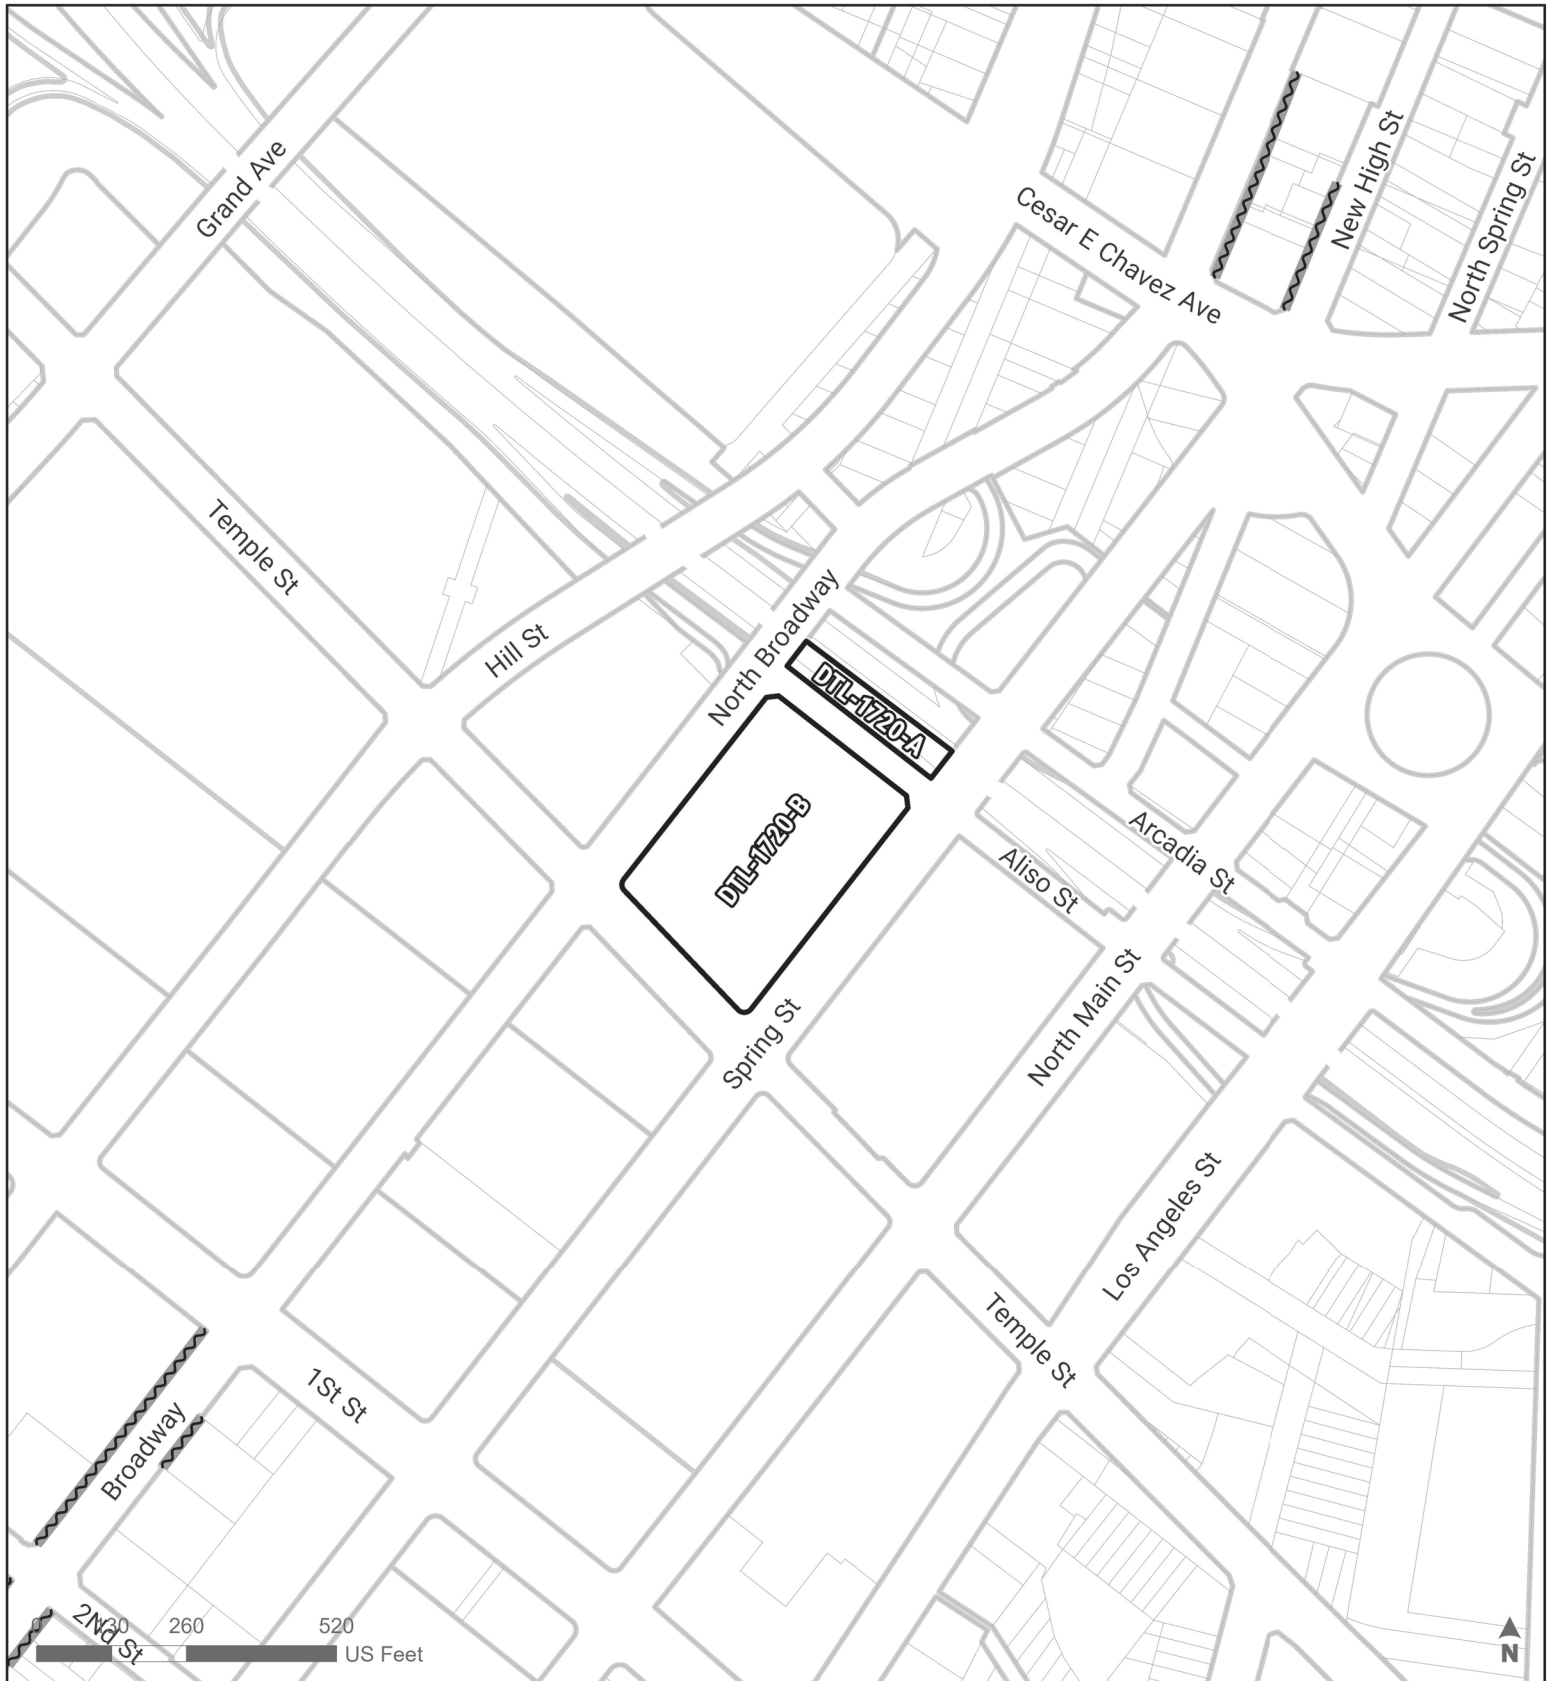 Grand Ave
Cesar E Chavez Ave
New High St
North Spring St
Temple St
Hill St
North Broadway
DTL-1720-A
DTL-1720-B
Arcadia St
Aliso St
North Main St
Spring St
Los Angeles St
Temple St
1St St
Broadway
2Nd St
0 130 260 520
US Feet
N